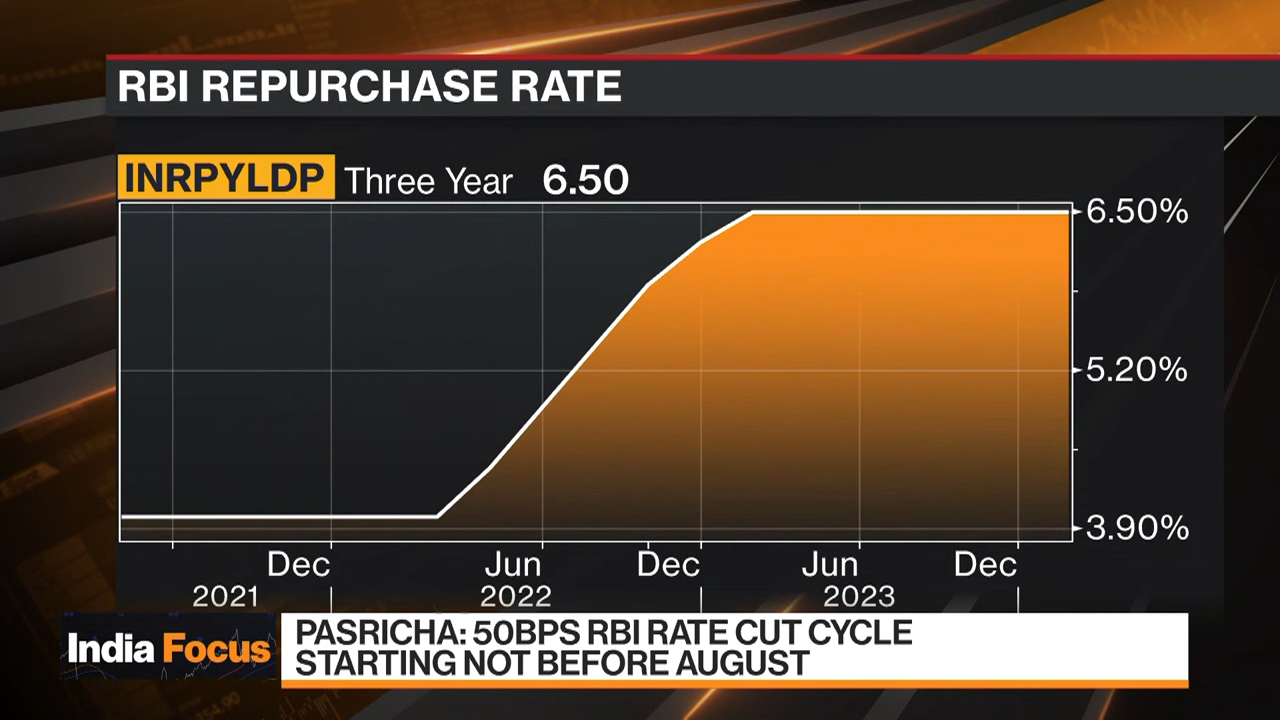 RBI REPURCHASE RATE
INRPYLDP Three Year 6.50
6.50%
5.20%
3.90%
Dec Jun Dec Jun Dec
2021 2022 2023
India Focus
PASRICHA: 50BPS RBI RATE CUT CYCLE
STARTING NOT BEFORE AUGUST